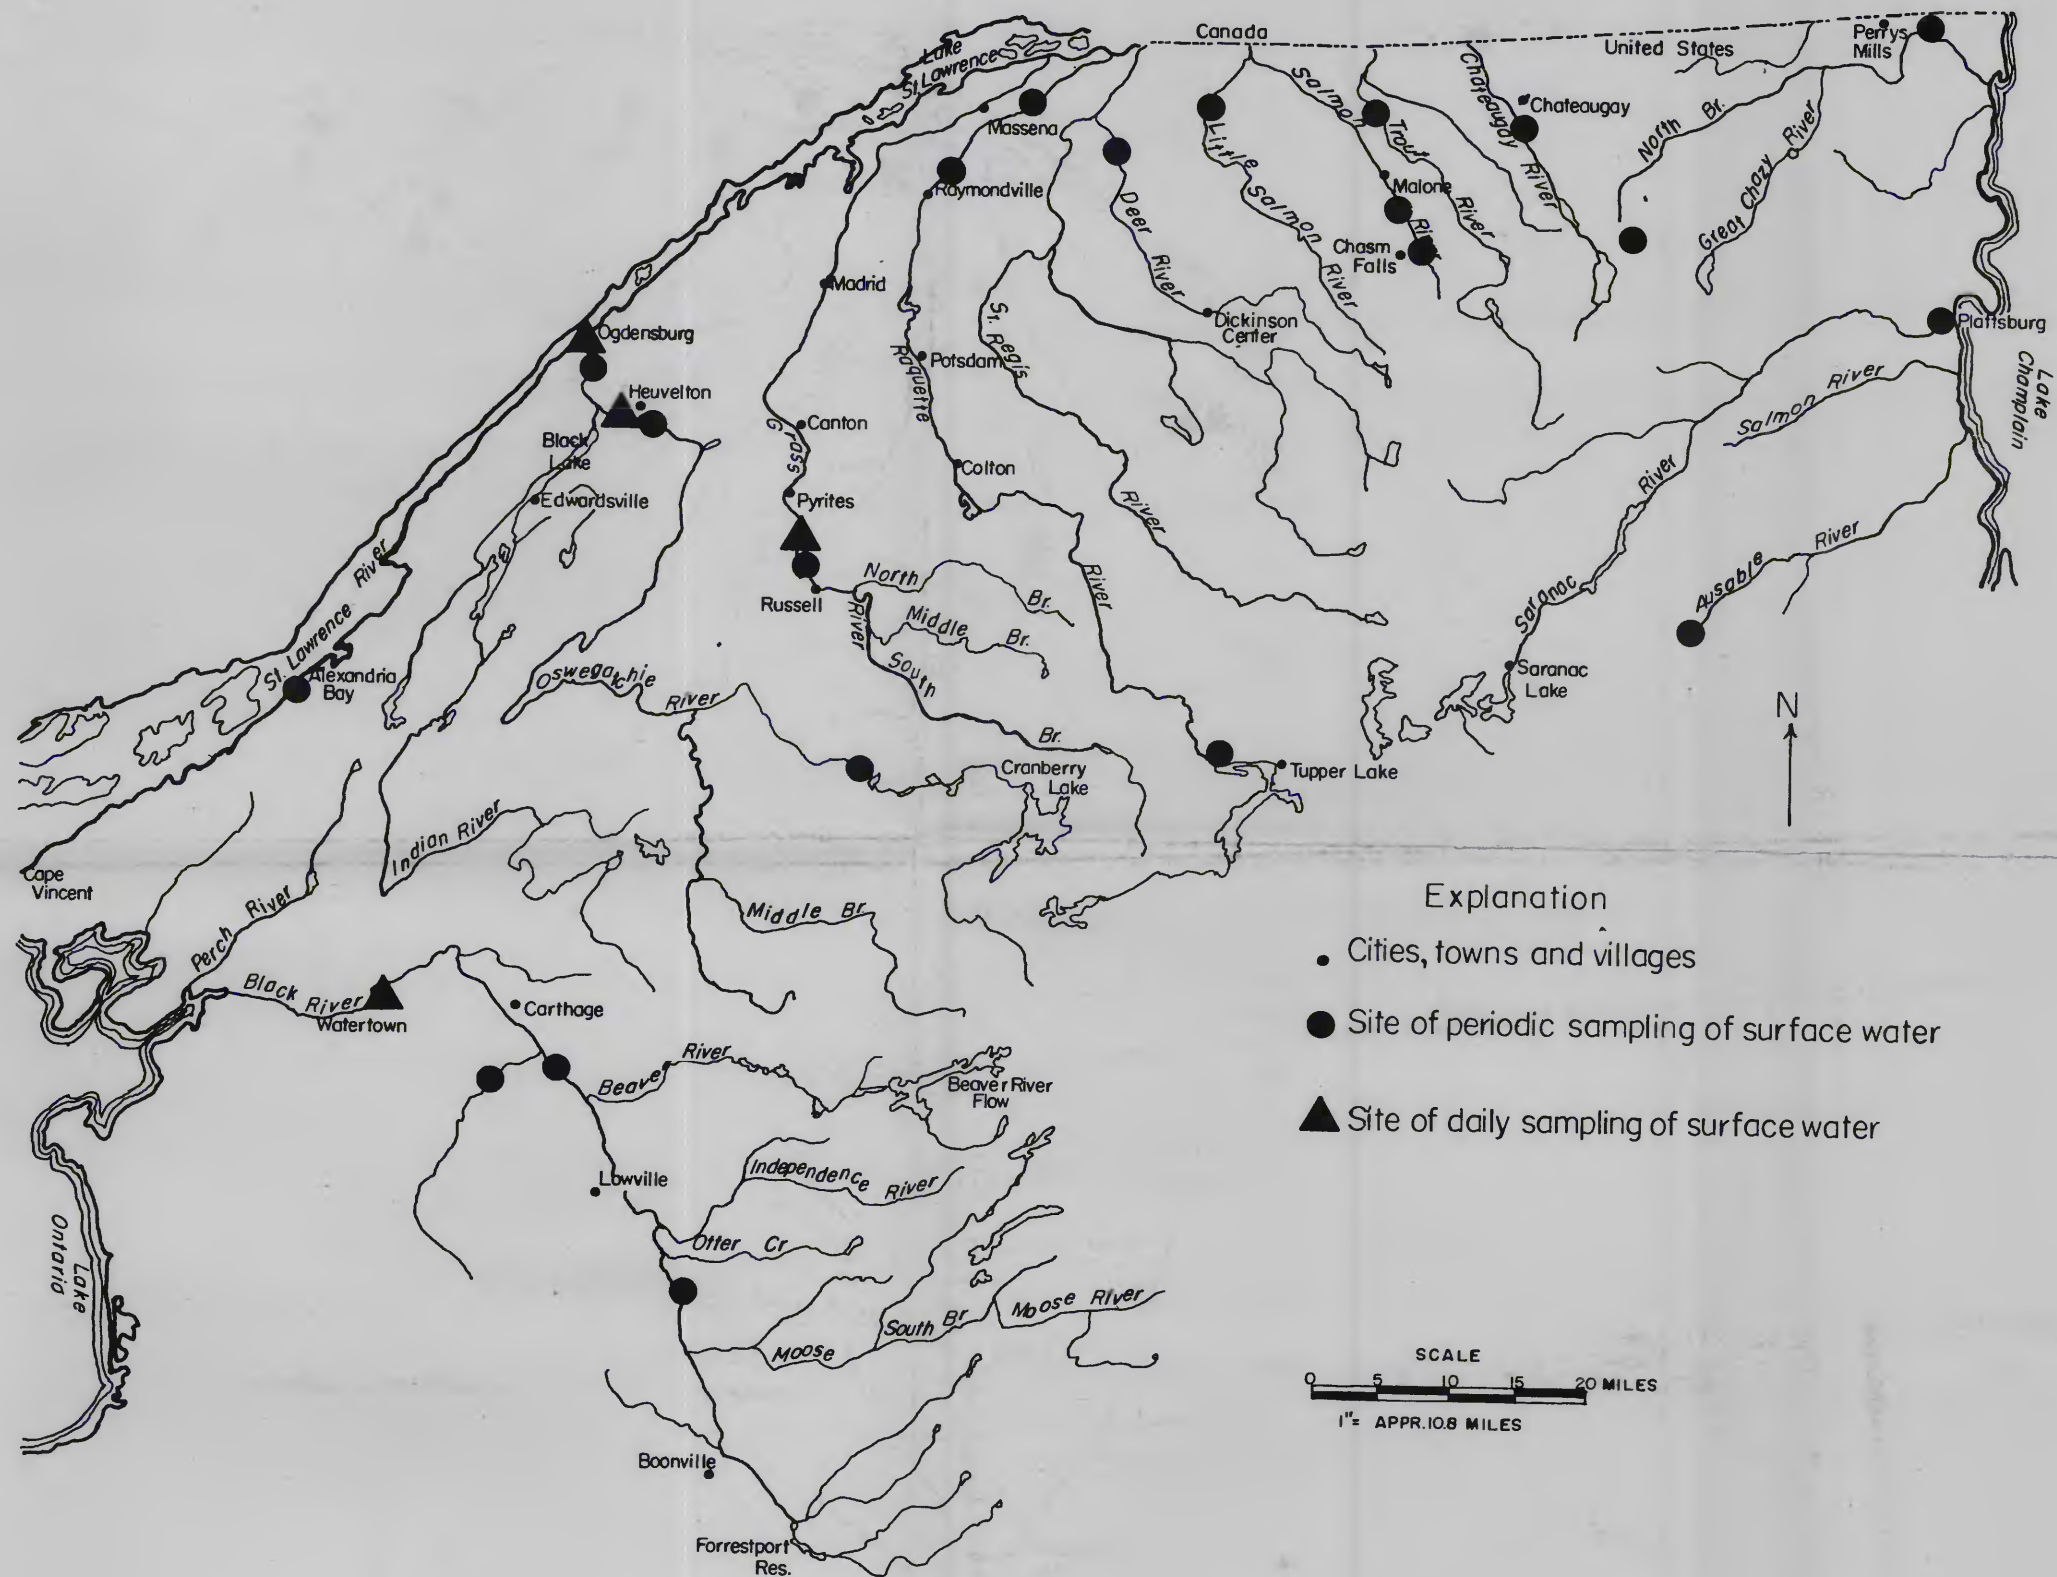 Canada
United States
Perrys
Mills
Lake
St. Lawrence
Massena
Raymondville
Salmon
River
Trout
River
Chateaugay
River
Chateaugay
North Br.
Great Chazy River
Malone
Chasm
Falls
Little Salmon River
Deer River
Dickinson
Center
Madrid
Ogdensburg
Heuvelton
Black
Lake
Edwardsville
Potsdam
Raquette
River
St. Regis
River
Canton
Grass
River
Colton
Pyrites
Russell
North Br.
Middle Br.
South Br.
Plattsburg
Lake
Champlain
Salmon River
Saranac River
Ausable River
Saranac
Lake
N
St. Lawrence River
Alexandria
Bay
Oswegatchie River
Cranberry
Lake
Tupper Lake
Cape
Vincent
Indian River
Perch River
Middle Br.
Black River
Watertown
Carthage
Beaver River
Beaver River
Flow
Lowville
Independence River
Otter Cr
Lake
Ontario
Moose
South Br
Moose River
Boonville
Forrestport
Res.
Explanation
Cities, towns and villages
Site of periodic sampling of surface water
Site of daily sampling of surface water
SCALE
0 5 10 15 20 MILES
1"= APPR.10.8 MILES